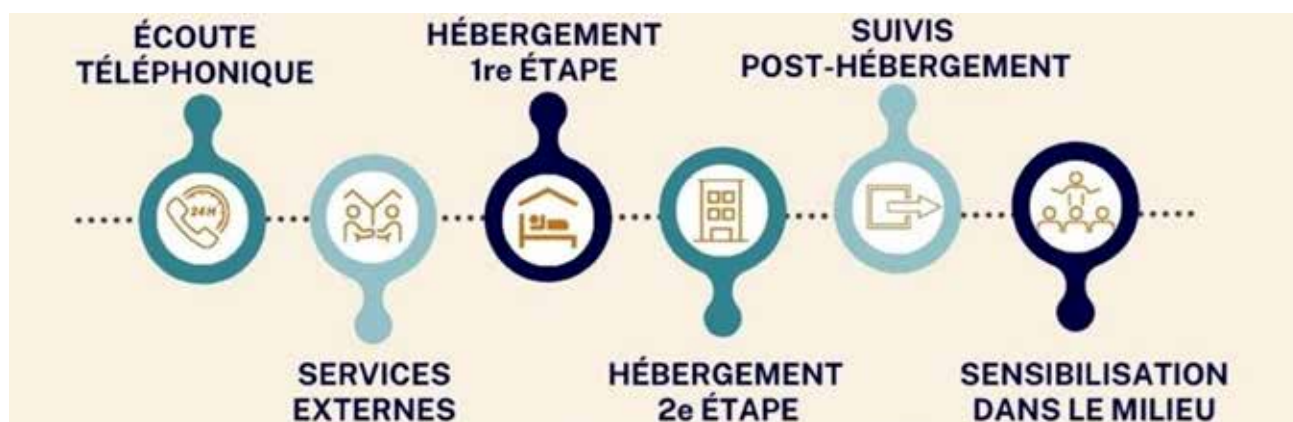 ÉCOUTE
TÉLÉPHONIQUE
24H
SERVICES
EXTERNES
HÉBERGEMENT
1re ÉTAPE
HÉBERGEMENT
2e ÉTAPE
SUIVIS
POST-HÉBERGEMENT
SENSIBILISATION
DANS LE MILIEU